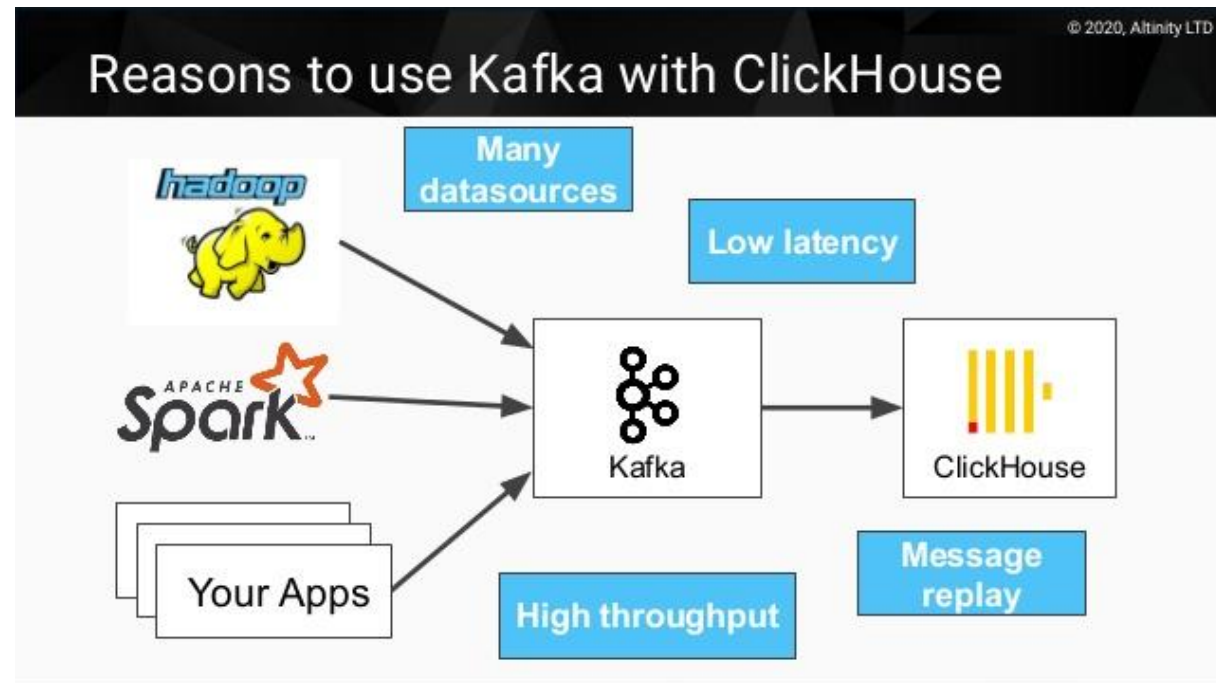 © 2020, Altinity LTD
Reasons to use Kafka with ClickHouse
Many
datasources
hadoop
Low latency
APACHE
Spark
Kafka
ClickHouse
Your Apps
High throughput
Message
replay